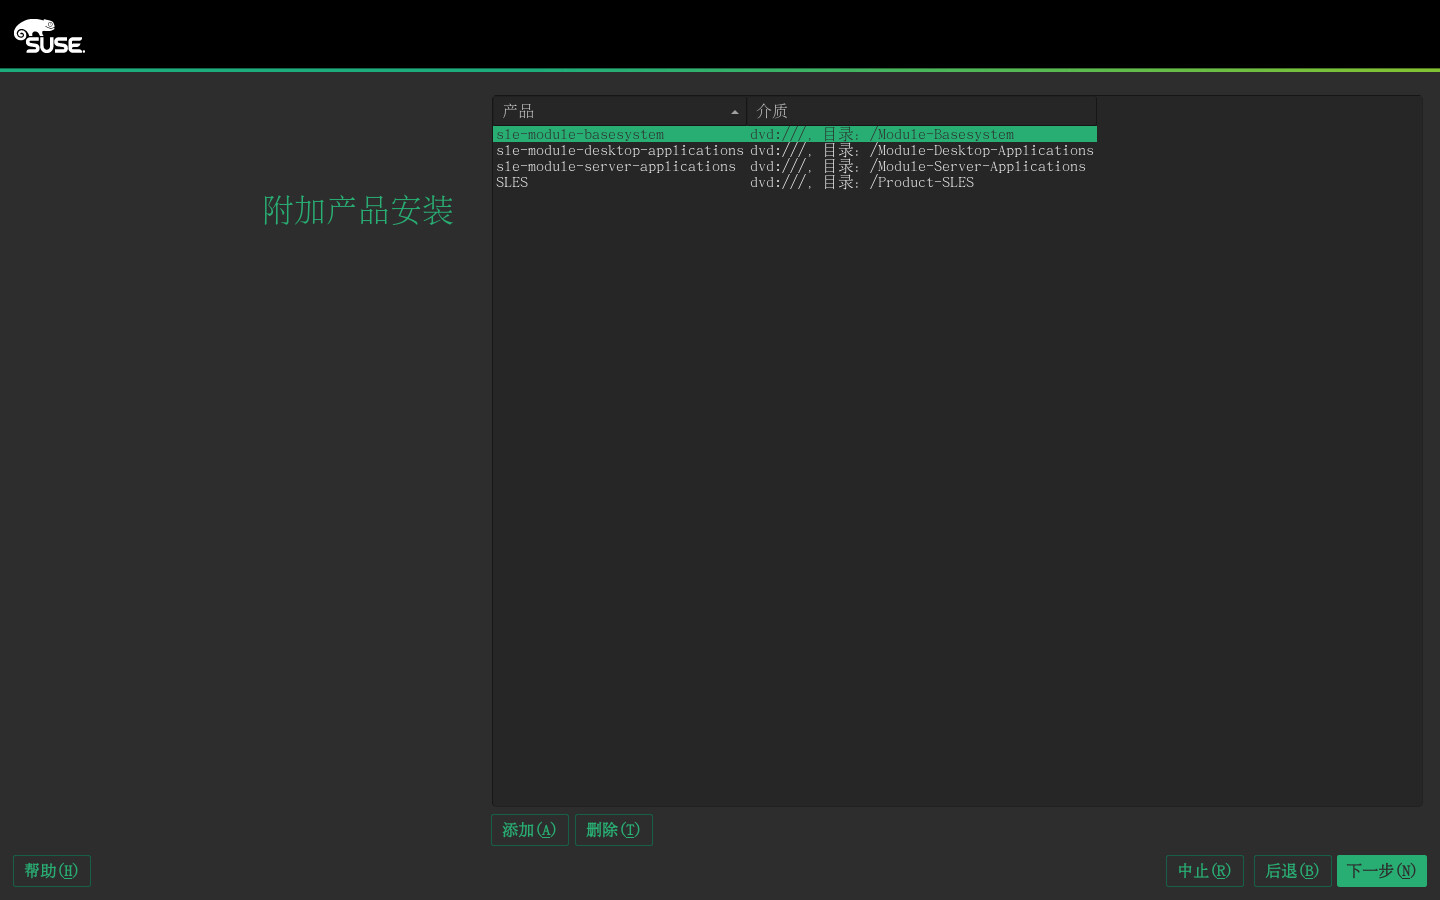 SUSE.
产品 介质
sle-module-basesystem dvd:///, 目录: /Module-Basesystem
sle-module-desktop-applications dvd:///, 目录: /Module-Desktop-Applications
sle-module-server-applications dvd:///, 目录: /Module-Server-Applications
SLES dvd:///, 目录: /Product-SLES
附加产品安装
添加(A) 删除(T)
帮助(H) 中止(R) 后退(B) 下一步(N)